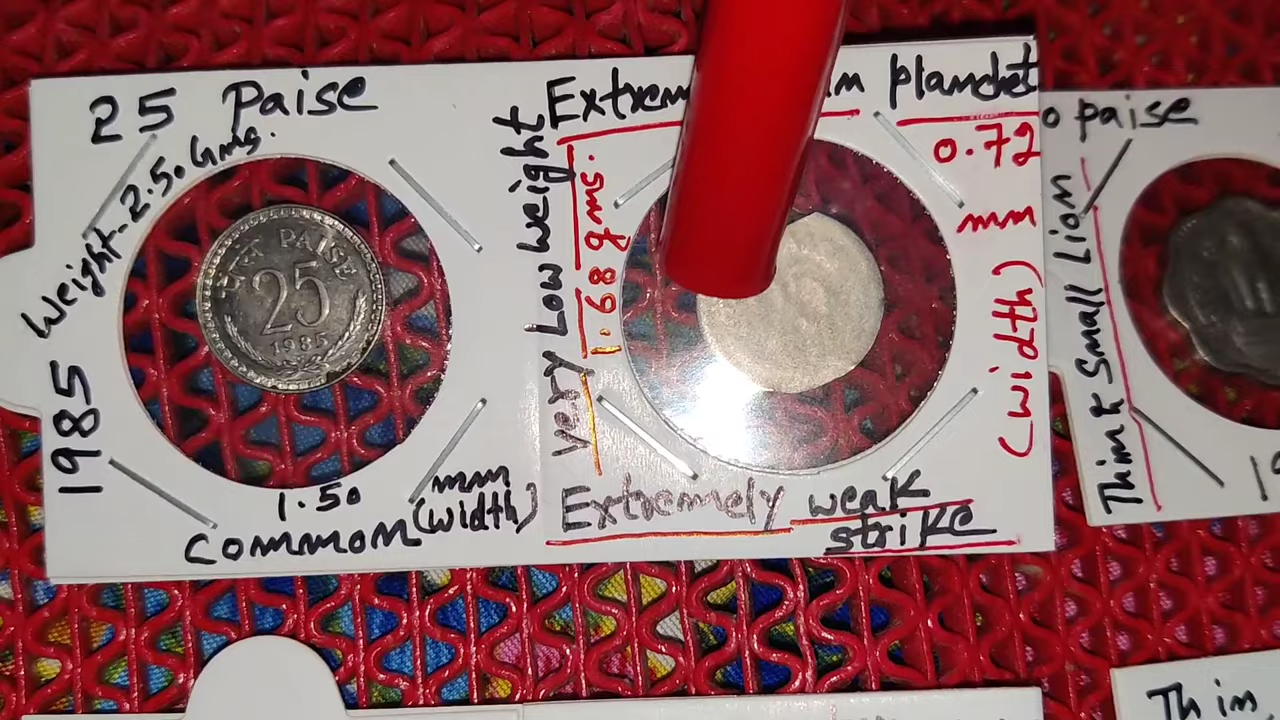 25 Paise
Weight-2.50 Gms.
1985
1.50
mm
(width)
common
पैसे PAISE
25
1985
planchet
0.72
mm
(width)
Very Low weight
1.68 gms.
Extremely weak
strike
paise
Thin & Small Lion
Thin